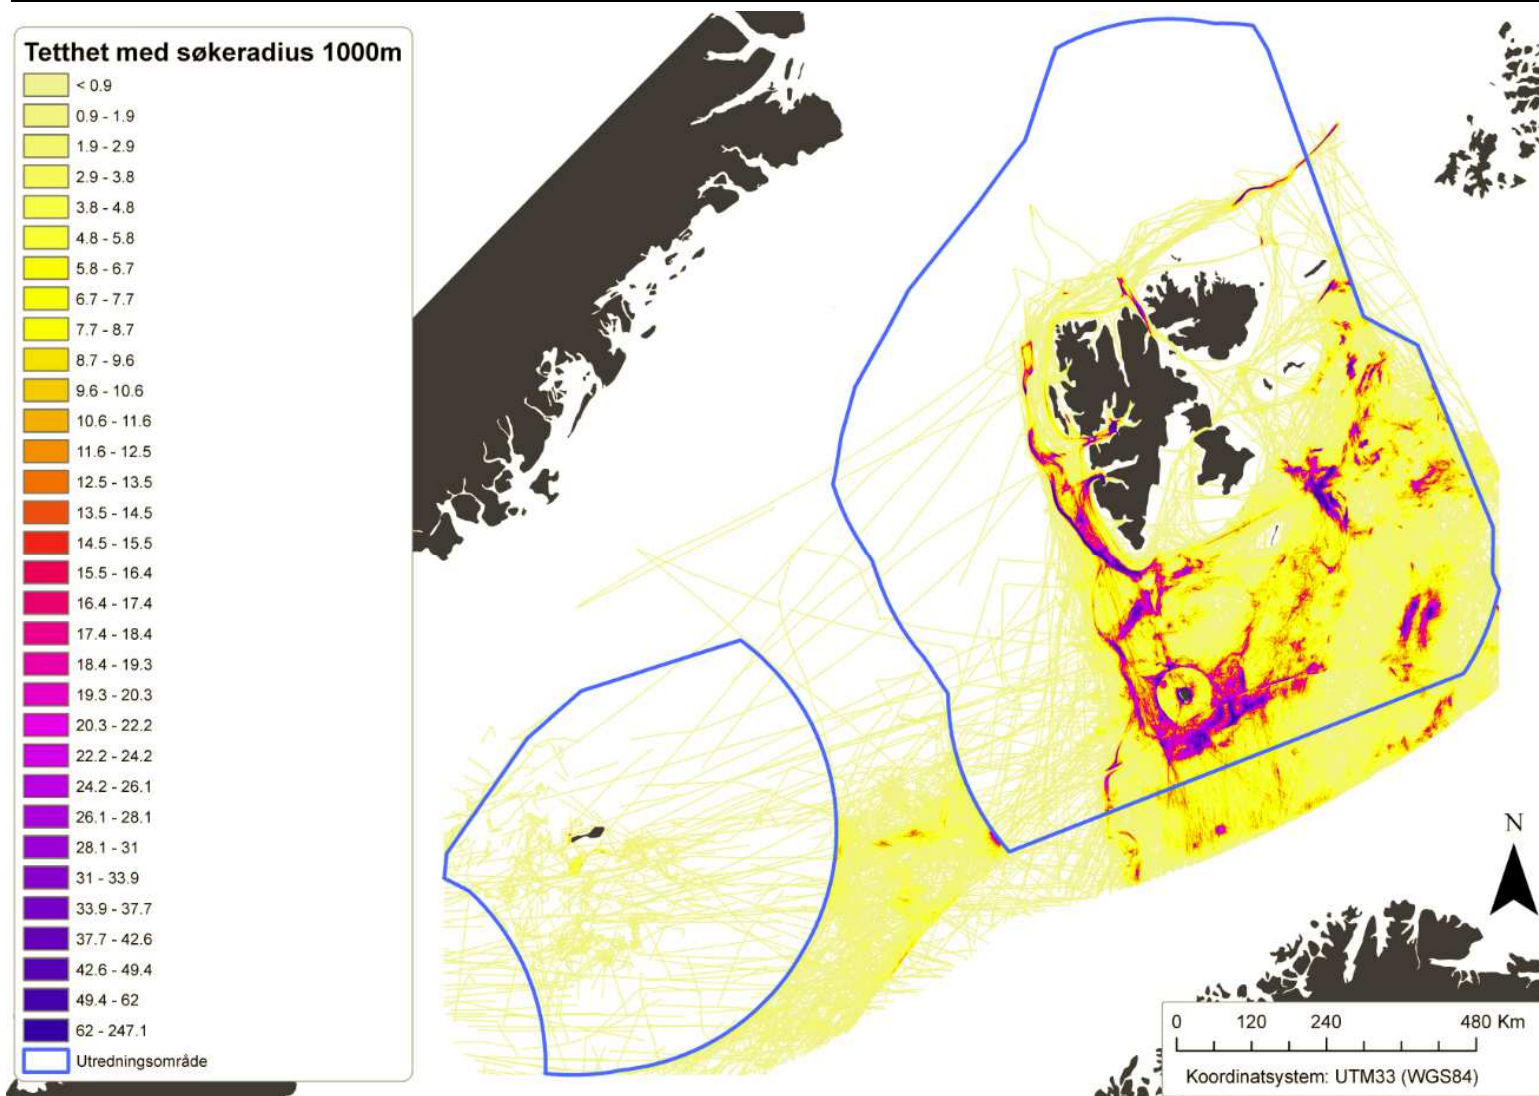 Tetthet med søkeradius 1000m
< 0.9
0.9 - 1.9
1.9 - 2.9
2.9 - 3.8
3.8 - 4.8
4.8 - 5.8
5.8 - 6.7
6.7 - 7.7
7.7 - 8.7
8.7 - 9.6
9.6 - 10.6
10.6 - 11.6
11.6 - 12.5
12.5 - 13.5
13.5 - 14.5
14.5 - 15.5
15.5 - 16.4
16.4 - 17.4
17.4 - 18.4
18.4 - 19.3
19.3 - 20.3
20.3 - 22.2
22.2 - 24.2
24.2 - 26.1
26.1 - 28.1
28.1 - 31
31 - 33.9
33.9 - 37.7
37.7 - 42.6
42.6 - 49.4
49.4 - 62
62 - 247.1
Utredningsområde
N
0 120 240 480 Km
Koordinatsystem: UTM33 (WGS84)